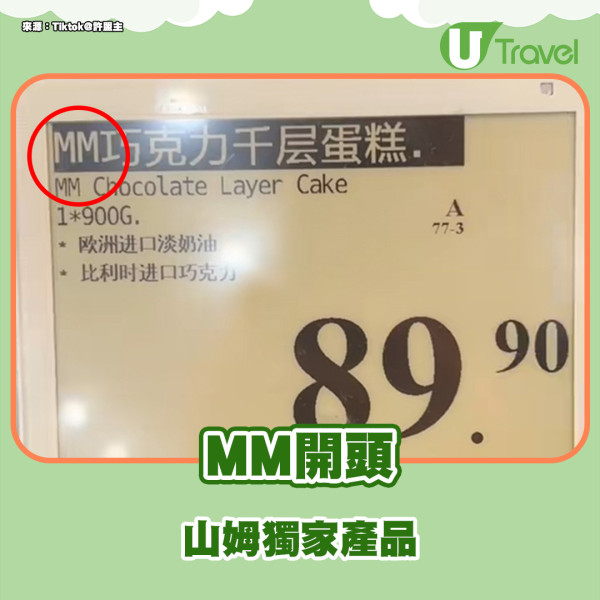 來源：Tiktok@許盟主
U Travel
MM巧克力千层蛋糕.
MM Chocolate Layer Cake
1*900G.
A
77-3
* 欧洲进口淡奶油
* 比利时进口巧克力
89.90
MM開頭
山姆獨家產品